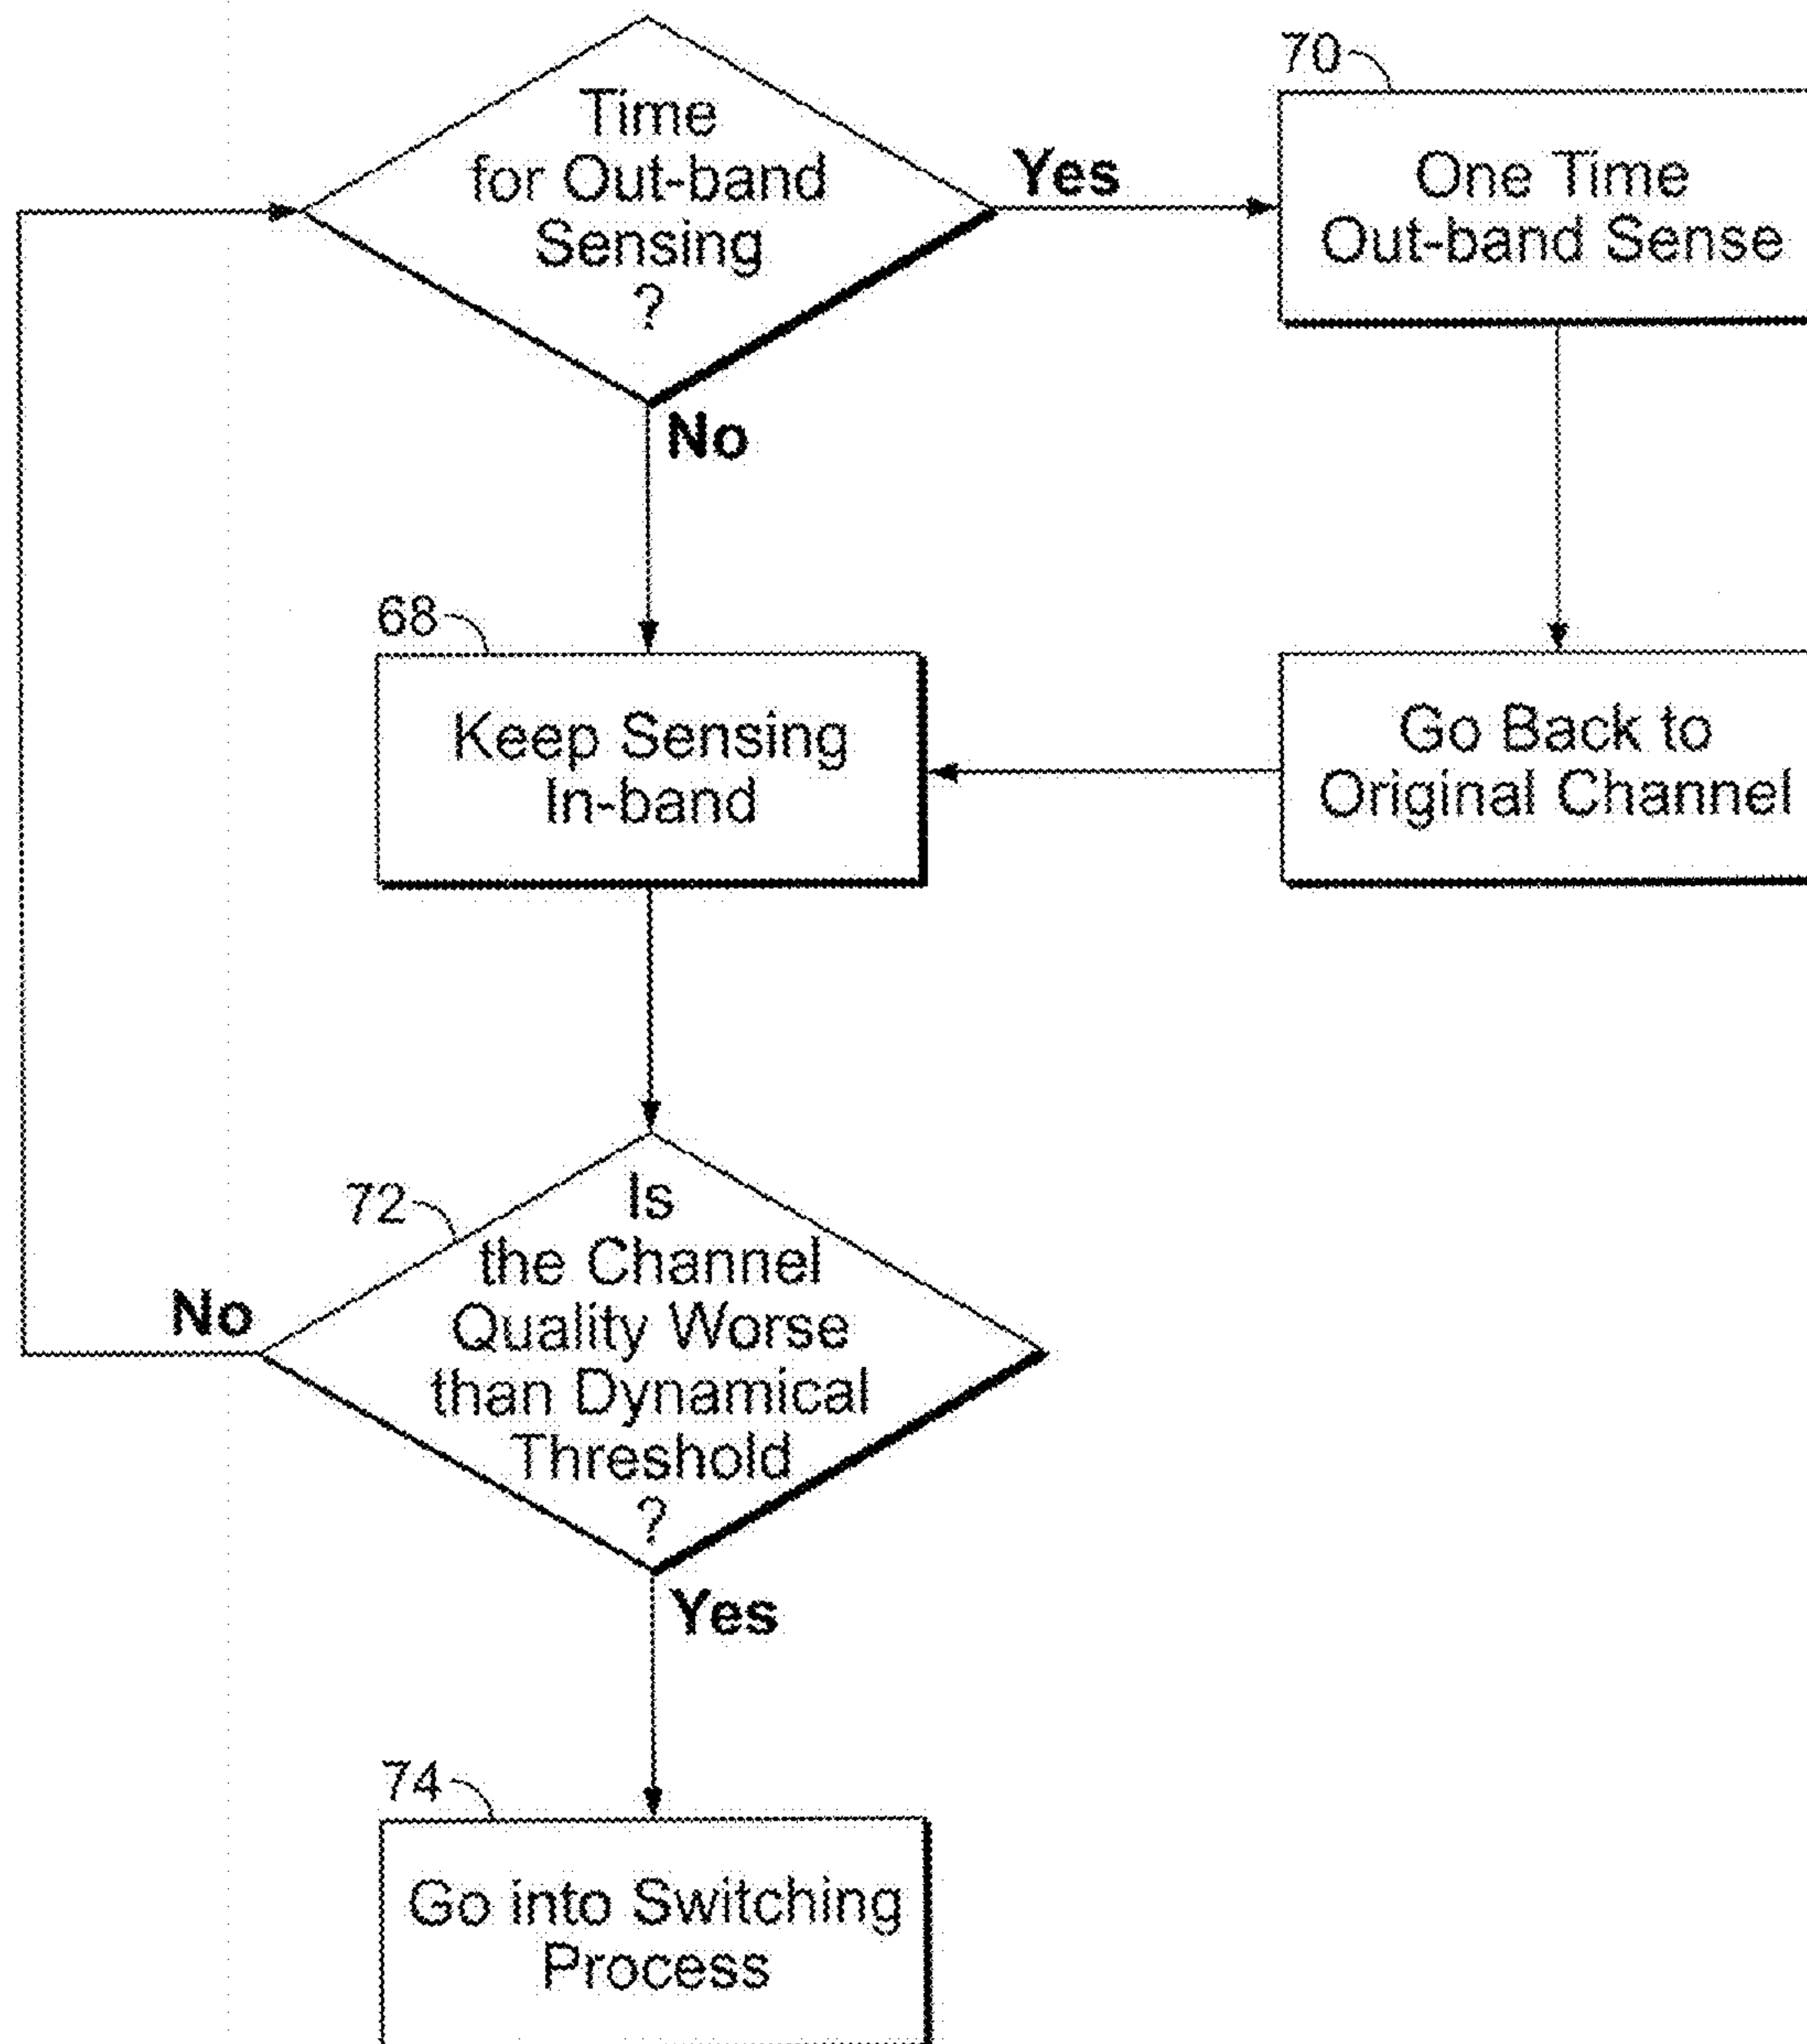 Time
for Out-band
Sensing
?
Yes
70
One Time
Out-band Sense
No
68
Keep Sensing
In-band
Go Back to
Original Channel
72
Is
the Channel
Quality Worse
than Dynamical
Threshold
?
No
Yes
74
Go into Switching
Process